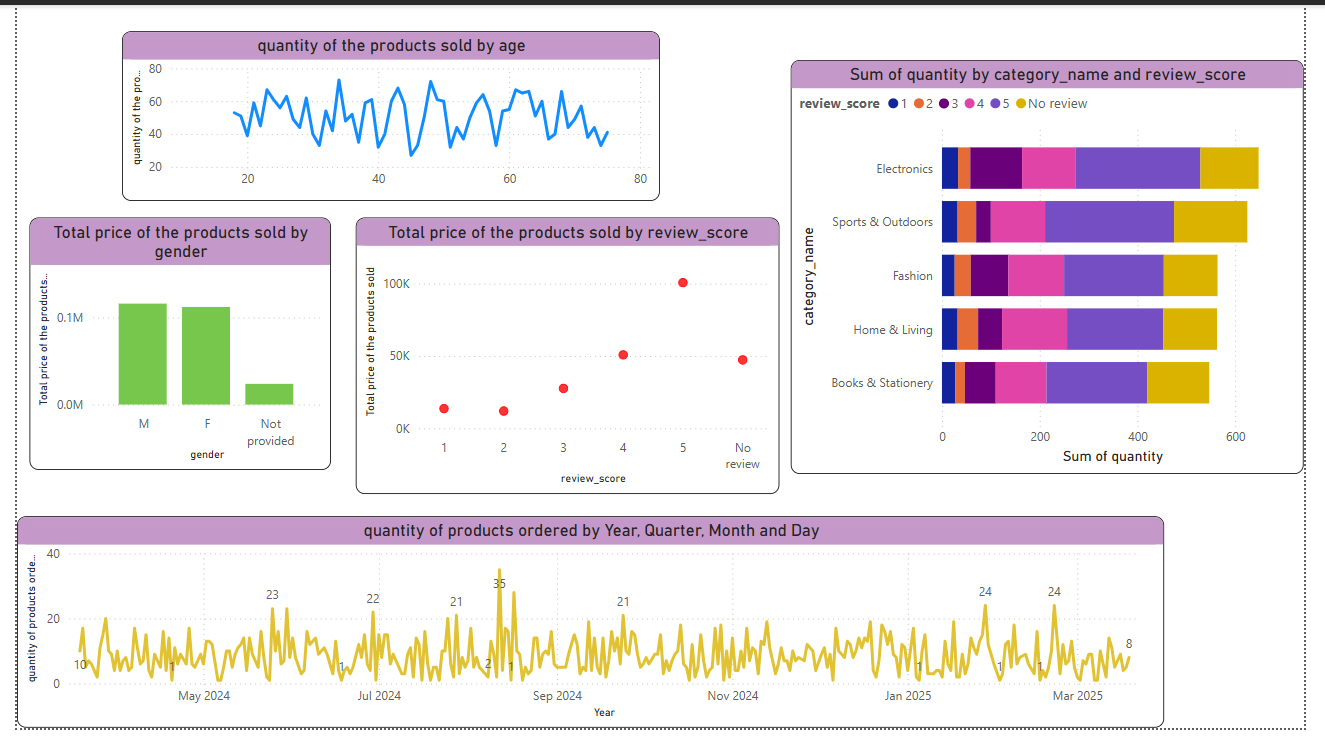 quantity of the products sold by age
quantity of the pro...
80
60
40
20
20
40
60
80
Sum of quantity by category_name and review_score
review_score 1 2 3 4 5 No review
category_name
Electronics
Sports & Outdoors
Fashion
Home & Living
Books & Stationery
0
200
400
600
Sum of quantity
Total price of the products sold by
gender
Total price of the products...
0.1M
0.0M
M
F
Not
provided
gender
Total price of the products sold by review_score
Total price of the products sold
100K
50K
0K
1
2
3
4
5
No
review
review_score
quantity of products ordered by Year, Quarter, Month and Day
quantity of products orde...
40
20
0
10
1
23
1
22
21
2
35
1
21
1
24
1
1
24
8
May 2024
Jul 2024
Sep 2024
Nov 2024
Jan 2025
Mar 2025
Year